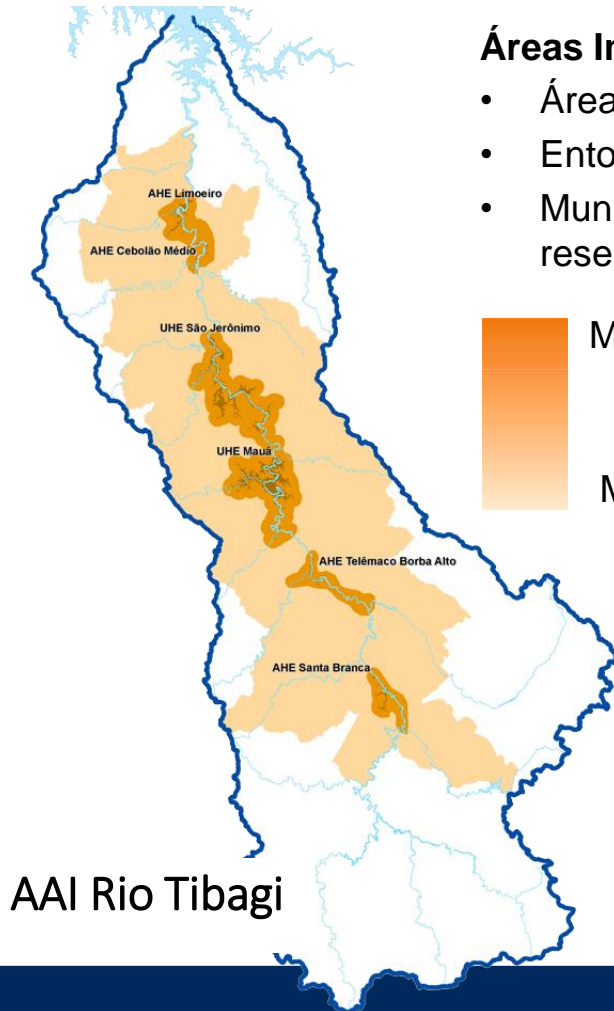 Áreas In
• Área
• Ento
• Mun
rese
M
M
AHE Limoeiro
AHE Cebolão Médio
UHE São Jerônimo
UHE Mauá
AHE Telêmaco Borba Alto
AHE Santa Branca
AAI Rio Tibagi